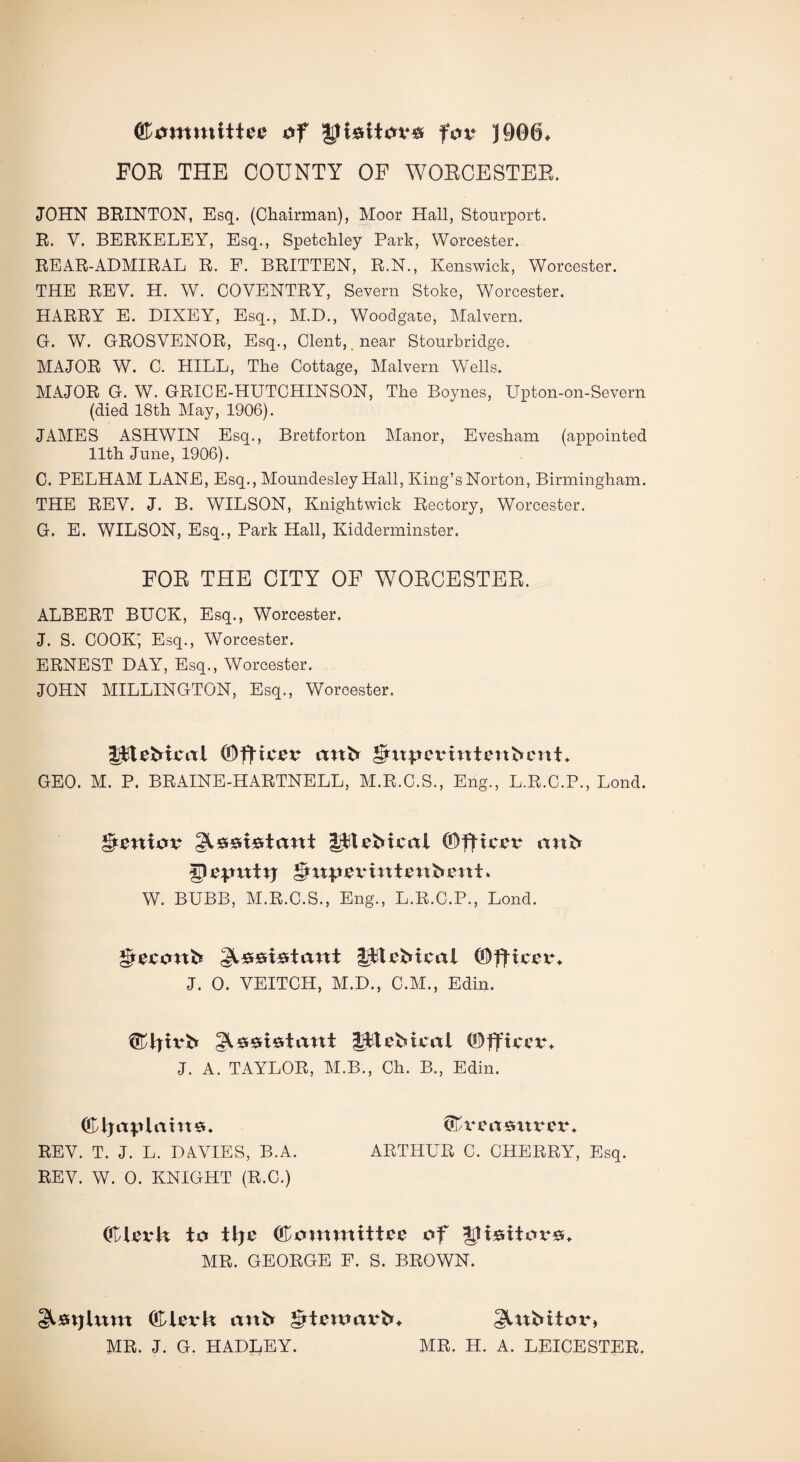 Committee of Visitors for 1906.
FOR THE COUNTY OF WORCESTER.
JOHN BRINTON, Esq. (Chairman), Moor Hall, Stourport.
R. V. BERKELEY, Esq., Spetchley Park, Worcester.
REAR-ADMIRAL R. F. BRITTEN, R.N., Kenswick, Worcester.
THE REV. H. W. COVENTRY, Severn Stoke, Worcester.
HARRY E. DIXEY, Esq., M.D., Woodgate, Malvern.
G. W. GROSVENOR, Esq., Clent, near Stourbridge.
MAJOR W. C. HILL, The Cottage, Malvern Wells.
MAJOR G. W. GRICE-HUTCHINSON, The Boynes, Upton-on-Severn
(died 18th May, 1906).
JAMES ASHWIN Esq., Bretforton Manor, Evesham (appointed
11th June, 1906).
C. PELHAM LANE, Esq., Moundesley Hall, King's Norton, Birmingham.
THE REV. J. B. WILSON, Knightwick Rectory, Worcester.
G. E. WILSON, Esq., Park Hall, Kidderminster.
FOR THE CITY OF WORCESTER.
ALBERT BUCK, Esq., Worcester.
J. S. COOK, Esq., Worcester.
ERNEST DAY, Esq., Worcester.
JOHN MILLINGTON, Esq., Worcester.
Medical Officer and Superintendent.
GEO. M. P. BRAINE-HARTNELL, M.R.C.S., Eng., L.R.C.P., Lond.
Senior Assistant Medical Officer and
Deputy Superintendent.
W. BUBB, M.R.C.S., Eng., L.R.C.P., Lond.
Second Assistant Medical Officer.
J. O. VEITCH, M.D., C.M., Edin.
Third Assistant Medical Officer.
J. A. TAYLOR, M.B., Ch. B., Edin.
Chaplains. Treasurer.
REV. T. J. L. DAVIES, B.A. ARTHUR C. CHERRY, Esq.
REV. W. O. KNIGHT (R.C.)
Clerk to the Committee of Visitors.
MR. GEORGE F. S. BROWN.
Asylum Clerk and Steward. Auditor,
MR. J. G. HADLEY. MR. H. A. LEICESTER.